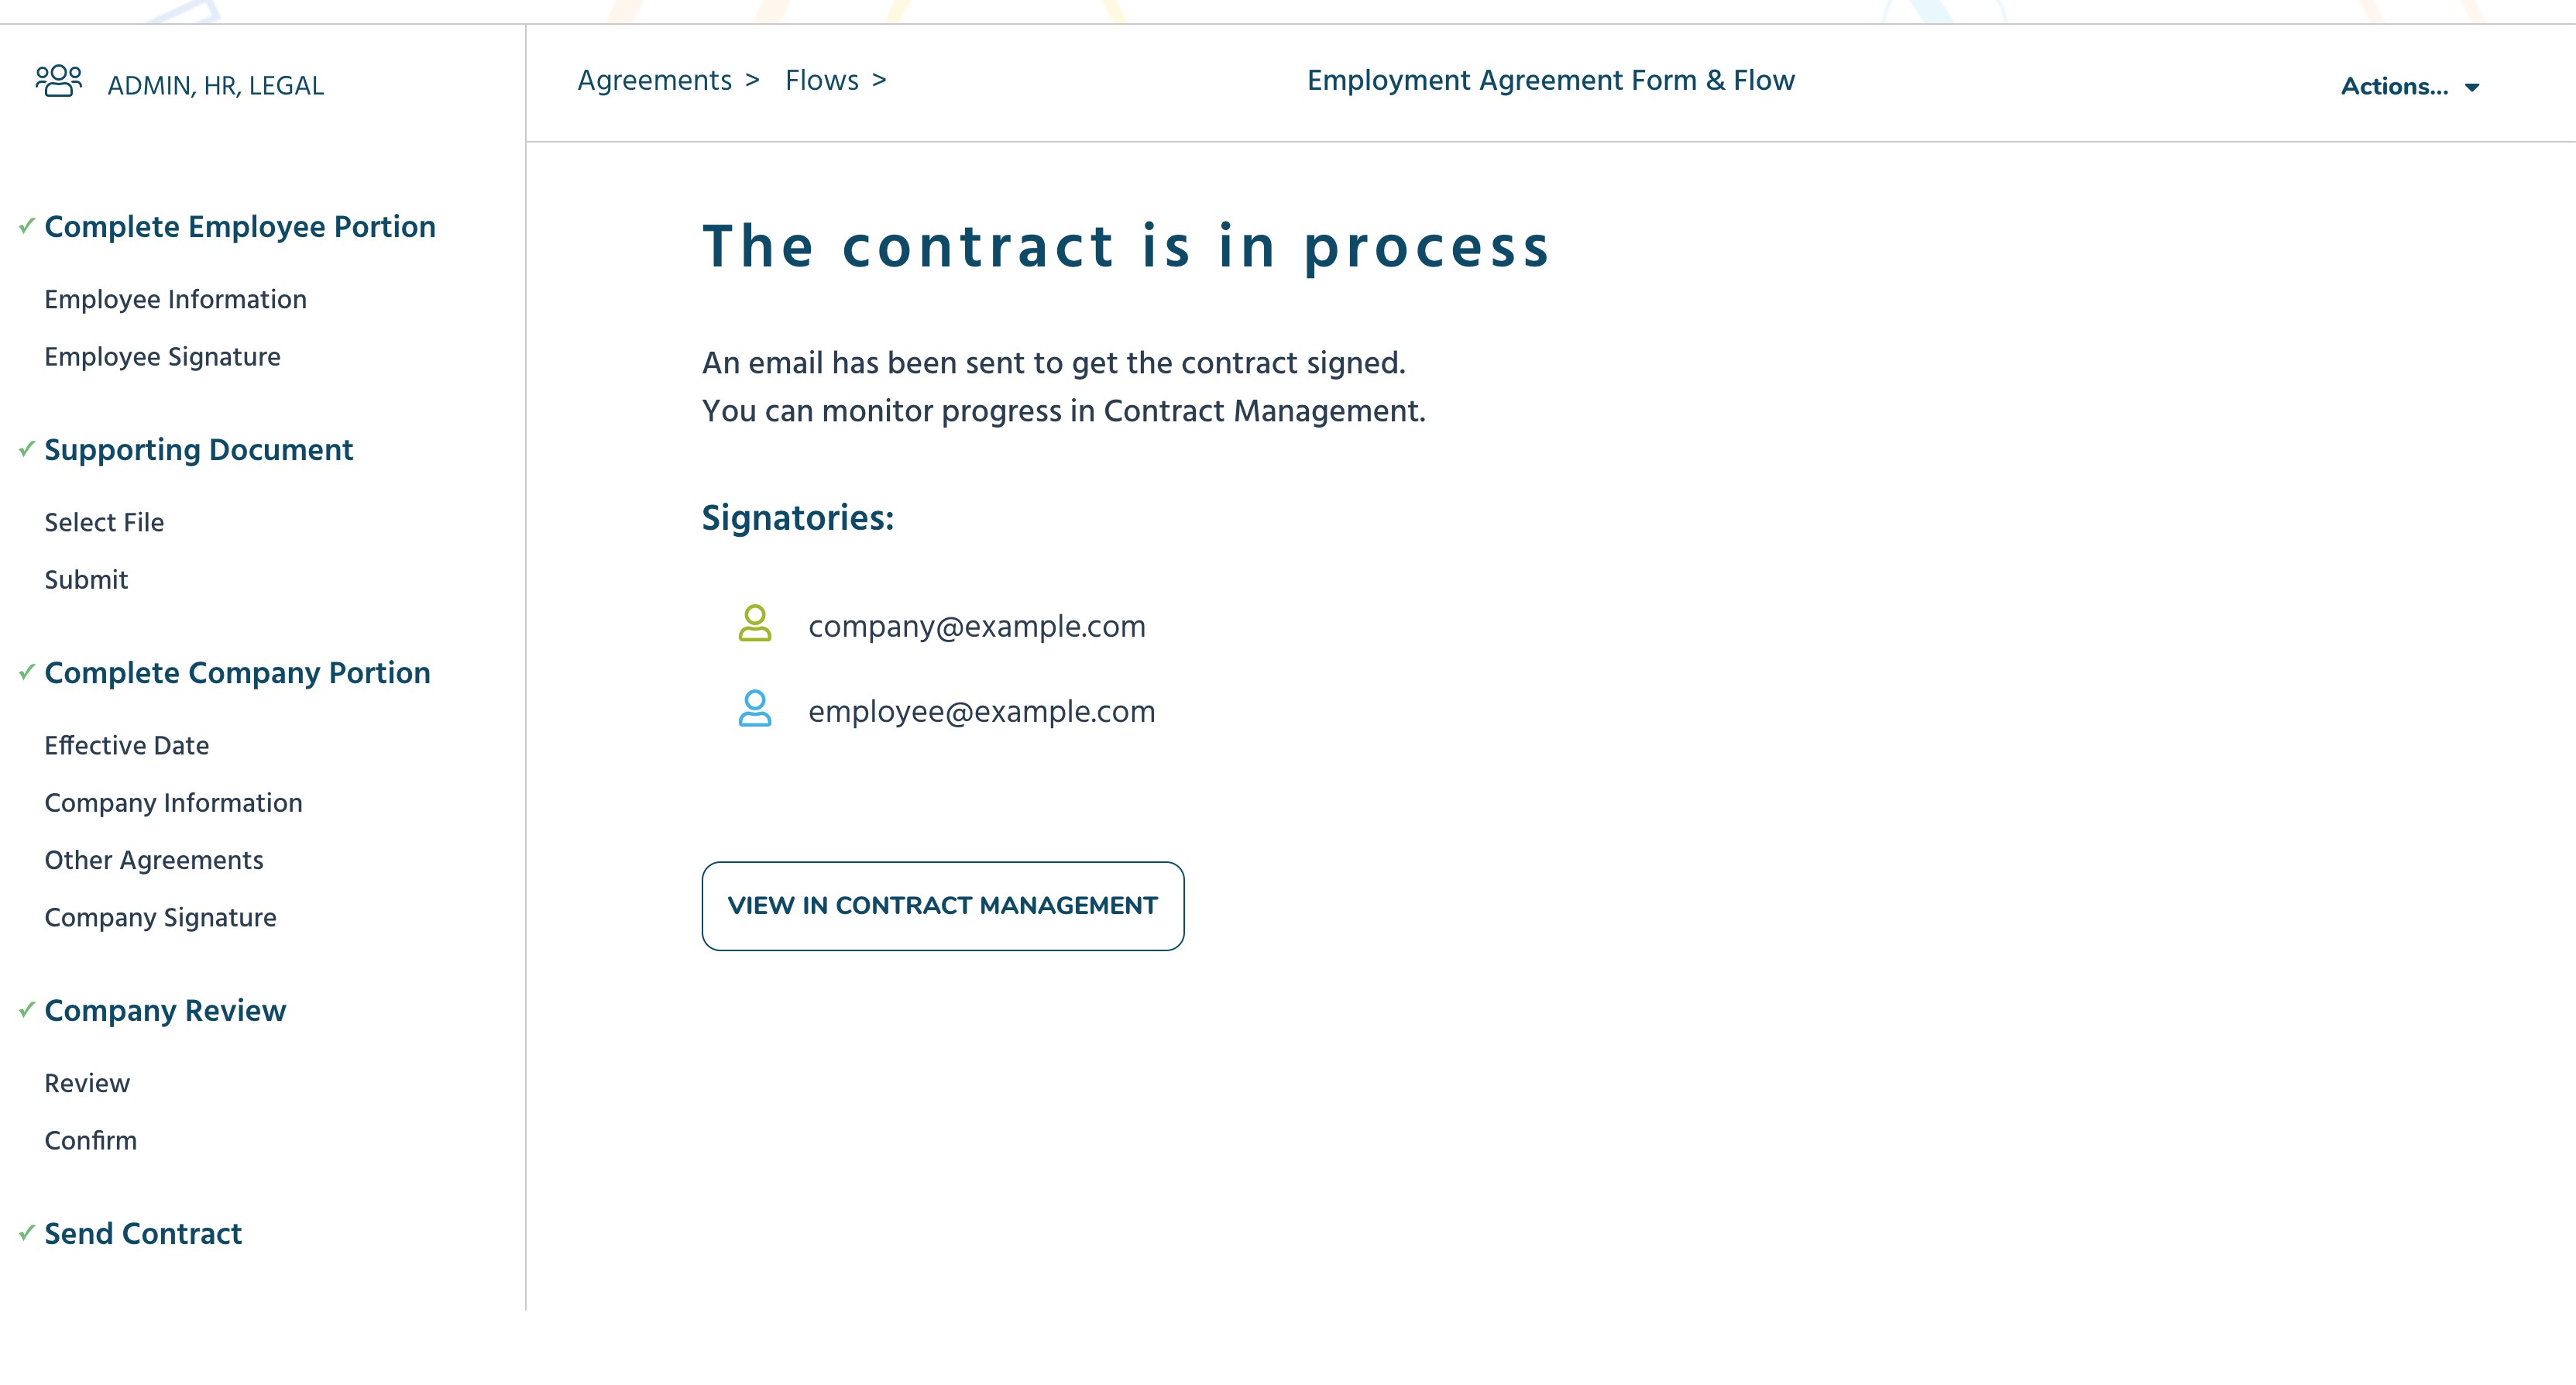 ADMIN, HR, LEGAL
Agreements > Flows >
Employment Agreement Form & Flow
Actions...
✓ Complete Employee Portion
Employee Information
Employee Signature
✓ Supporting Document
Select File
Submit
✓ Complete Company Portion
Effective Date
Company Information
Other Agreements
Company Signature
✓ Company Review
Review
Confirm
✓ Send Contract
The contract is in process
An email has been sent to get the contract signed.
You can monitor progress in Contract Management.
Signatories:
company@example.com
employee@example.com
VIEW IN CONTRACT MANAGEMENT